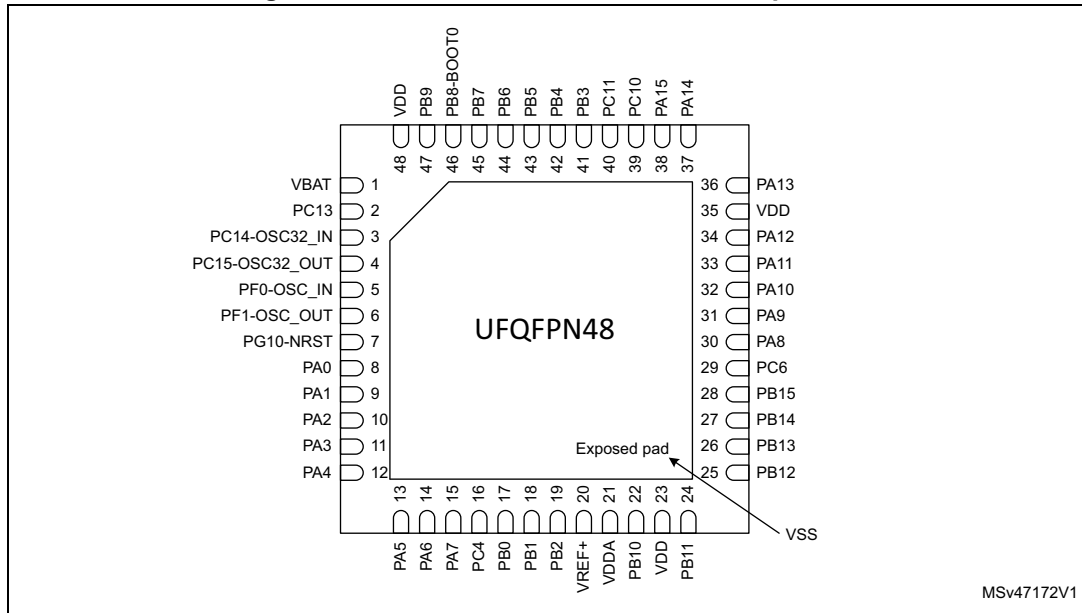 VDD
PB9
PB8-BOOT0
PB7
PB6
PB5
PB4
PB3
PC11
PC10
PA15
PA14
48
47
46
45
44
43
42
41
40
39
38
37
VBAT 1
PC13 2
PC14-OSC32_IN 3
PC15-OSC32_OUT 4
PF0-OSC_IN 5
PF1-OSC_OUT 6
PG10-NRST 7
PA0 8
PA1 9
PA2 10
PA3 11
PA4 12
UFQFPN48
36 PA13
35 VDD
34 PA12
33 PA11
32 PA10
31 PA9
30 PA8
29 PC6
28 PB15
27 PB14
26 PB13
25 PB12
Exposed pad
13
14
15
16
17
18
19
20
21
22
23
24
PA5
PA6
PA7
PC4
PB0
PB1
PB2
VREF+
VDDA
PB10
VDD
PB11
VSS
MSv47172V1